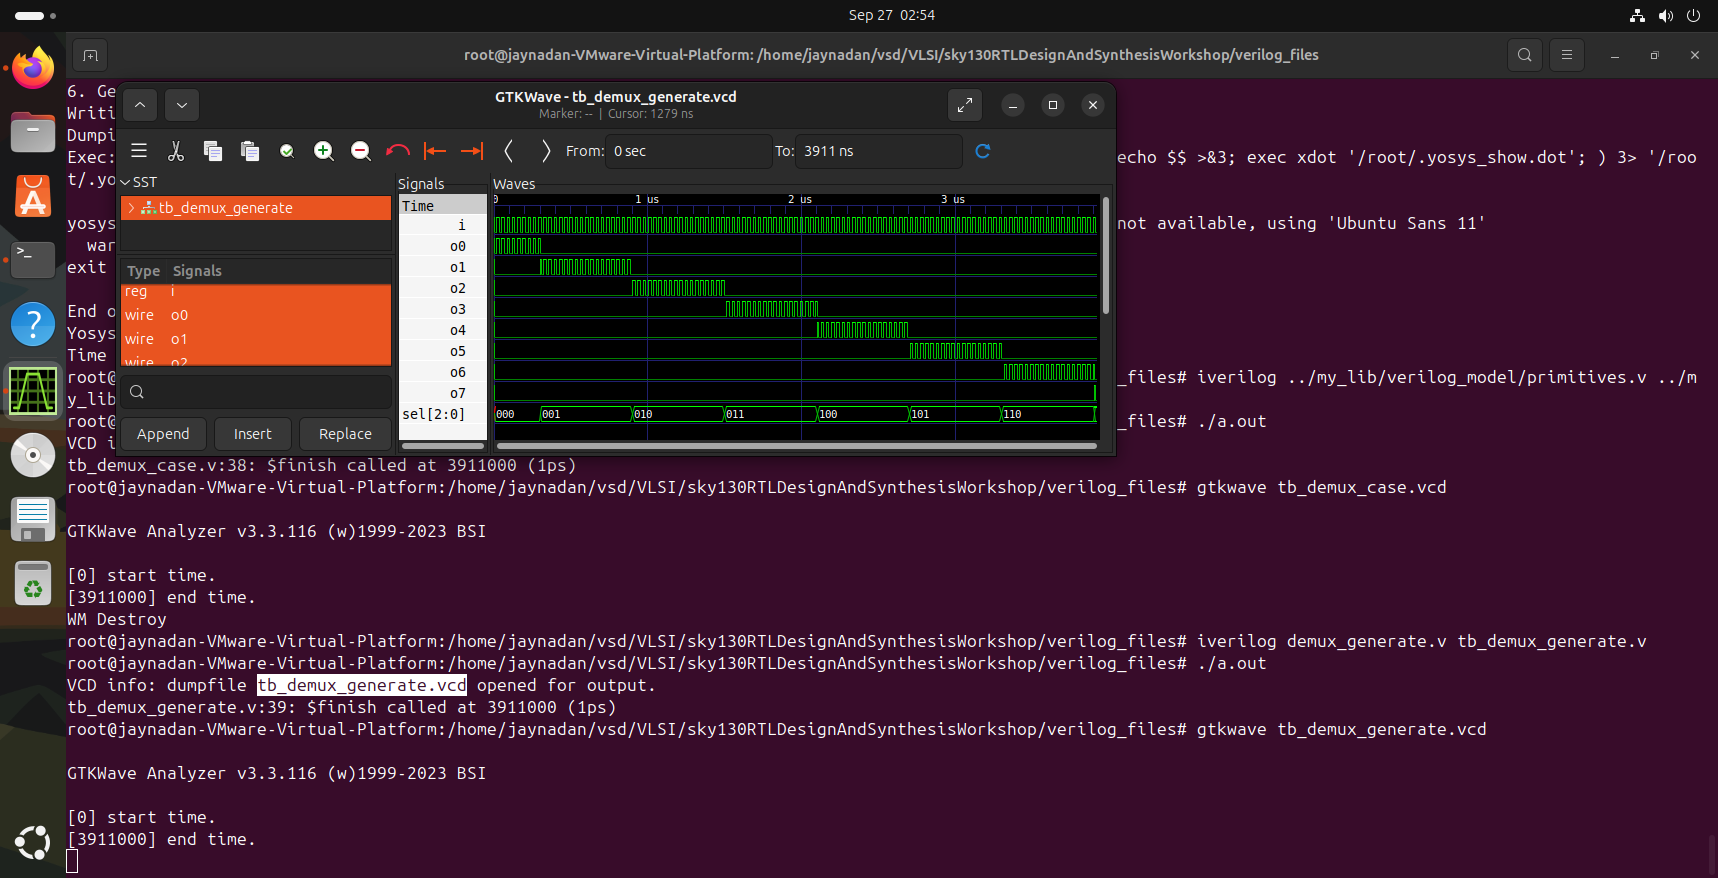 Sep 27 02:54
root@jaynadan-VMware-Virtual-Platform: /home/jaynadan/vsd/VLSI/sky130RTLDesignAndSynthesisWorkshop/verilog_files
6. Ge
Writi
Dumpi
Exec: echo $$ >&3; exec xdot '/root/.yosys_show.dot'; ) 3> '/roo
t/.yo
yosys not available, using 'Ubuntu Sans 11'
war
exit
End o
Yosys
Time
root@ _files# iverilog ../my_lib/verilog_model/primitives.v ../m
y_lib
root@ _files# ./a.out
VCD i
GTKWave - tb_demux_generate.vcd
Marker: -- | Cursor: 1279 ns
From: 0 sec To: 3911 ns
SST
tb_demux_generate
Type Signals
reg i
wire o0
wire o1
wire o2
Append Insert Replace
Signals
Time
i
o0
o1
o2
o3
o4
o5
o6
o7
sel[2:0]
Waves
0 1 us 2 us 3 us
000 001 010 011 100 101 110
tb_demux_case.v:38: $finish called at 3911000 (1ps)
root@jaynadan-VMware-Virtual-Platform:/home/jaynadan/vsd/VLSI/sky130RTLDesignAndSynthesisWorkshop/verilog_files# gtkwave tb_demux_case.vcd
GTKWave Analyzer v3.3.116 (w)1999-2023 BSI
[0] start time.
[3911000] end time.
WM Destroy
root@jaynadan-VMware-Virtual-Platform:/home/jaynadan/vsd/VLSI/sky130RTLDesignAndSynthesisWorkshop/verilog_files# iverilog demux_generate.v tb_demux_generate.v
root@jaynadan-VMware-Virtual-Platform:/home/jaynadan/vsd/VLSI/sky130RTLDesignAndSynthesisWorkshop/verilog_files# ./a.out
VCD info: dumpfile tb_demux_generate.vcd opened for output.
tb_demux_generate.v:39: $finish called at 3911000 (1ps)
root@jaynadan-VMware-Virtual-Platform:/home/jaynadan/vsd/VLSI/sky130RTLDesignAndSynthesisWorkshop/verilog_files# gtkwave tb_demux_generate.vcd
GTKWave Analyzer v3.3.116 (w)1999-2023 BSI
[0] start time.
[3911000] end time.